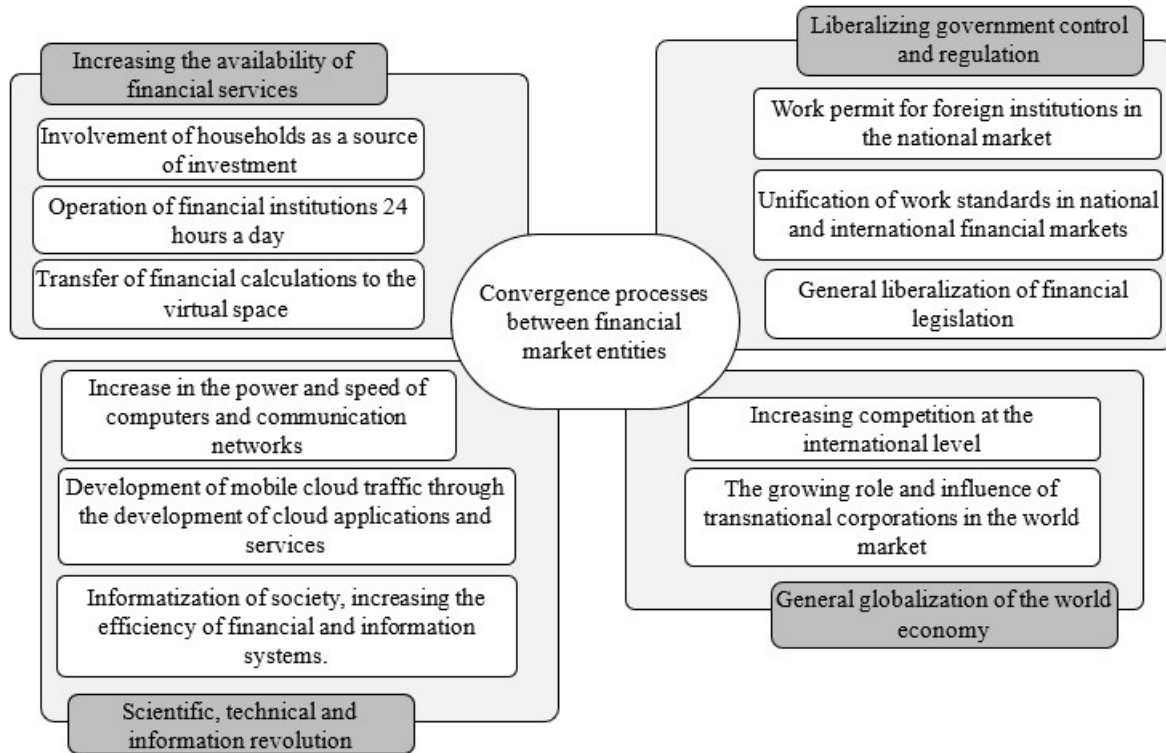 Increasing the availability of
financial services
Involvement of households as a source
of investment
Operation of financial institutions 24
hours a day
Transfer of financial calculations to the
virtual space
Liberalizing government control
and regulation
Work permit for foreign institutions in
the national market
Unification of work standards in national
and international financial markets
General liberalization of financial
legislation
Convergence processes
between financial
market entities
Increase in the power and speed of
computers and communication
networks
Development of mobile cloud traffic through
the development of cloud applications and
services
Informatization of society, increasing the
efficiency of financial and information
systems.
Scientific, technical and
information revolution
Increasing competition at the
international level
The growing role and influence of
transnational corporations in the world
market
General globalization of the world
economy